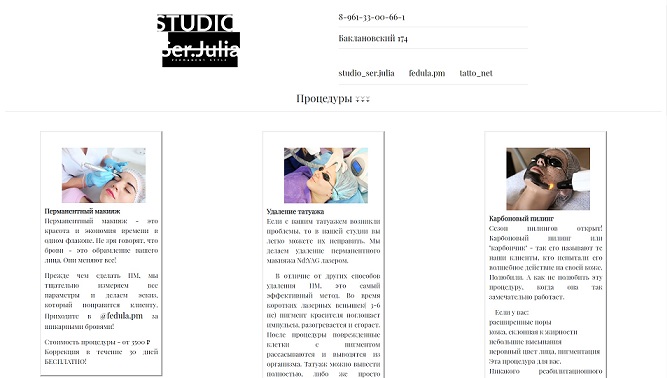 STUDIO
Ser.Julia
PERMANENT STYLE
8-961-33-00-66-1
Баклановский 174
studio_ser.julia fedula.pm tatto_net
Процедуры ↓↓↓
Перманентный макияж
Перманентный макияж - это
красота и экономия времени в
одном флаконе. Не зря говорят, что
брови - это обрамление нашего
лица. Они меняют все!
Прежде чем сделать ПМ, мы
тщательно измеряем все
параметры и делаем эскиз,
который понравится клиенту.
Приходите в @fedula.pm за
шикарными бровями!
Стоимость процедуры - от 3500 ₽
Коррекция в течение 30 дней
БЕСПЛАТНО!
Удаление татуажа
Если с вашим татуажем возникли
проблемы, то в нашей студии вы
легко можете их исправить. Мы
делаем удаление перманентного
макияжа Nd:YAG лазером.
В отличие от других способов
удаления ПМ, это самый
эффективный метод. Во время
коротких лазерных вспышек( 3-6
нс) пигмент красителя поглощает
импульсы, разогревается и сгорает.
После процедуры поврежденные
клетки с пигментом
рассасываются и выводятся из
организма. Татуаж можно вывести
полностью, либо же просто
Карбоновый пилинг
Сезон пилингов открыт!
Карбоновый пилинг или
"карбончик" - так его называют те
наши клиенты, кто испытали его
волшебное действие на своей коже.
Полюбили. А как не полюбить эту
процедуру, когда она так
замечательно работает.
Если у вас:
расширенные поры
кожа, склонная к жирности
небольшие высыпания
неровный цвет лица, пигментация
Эта процедура для вас.
Никакого реабилитационного